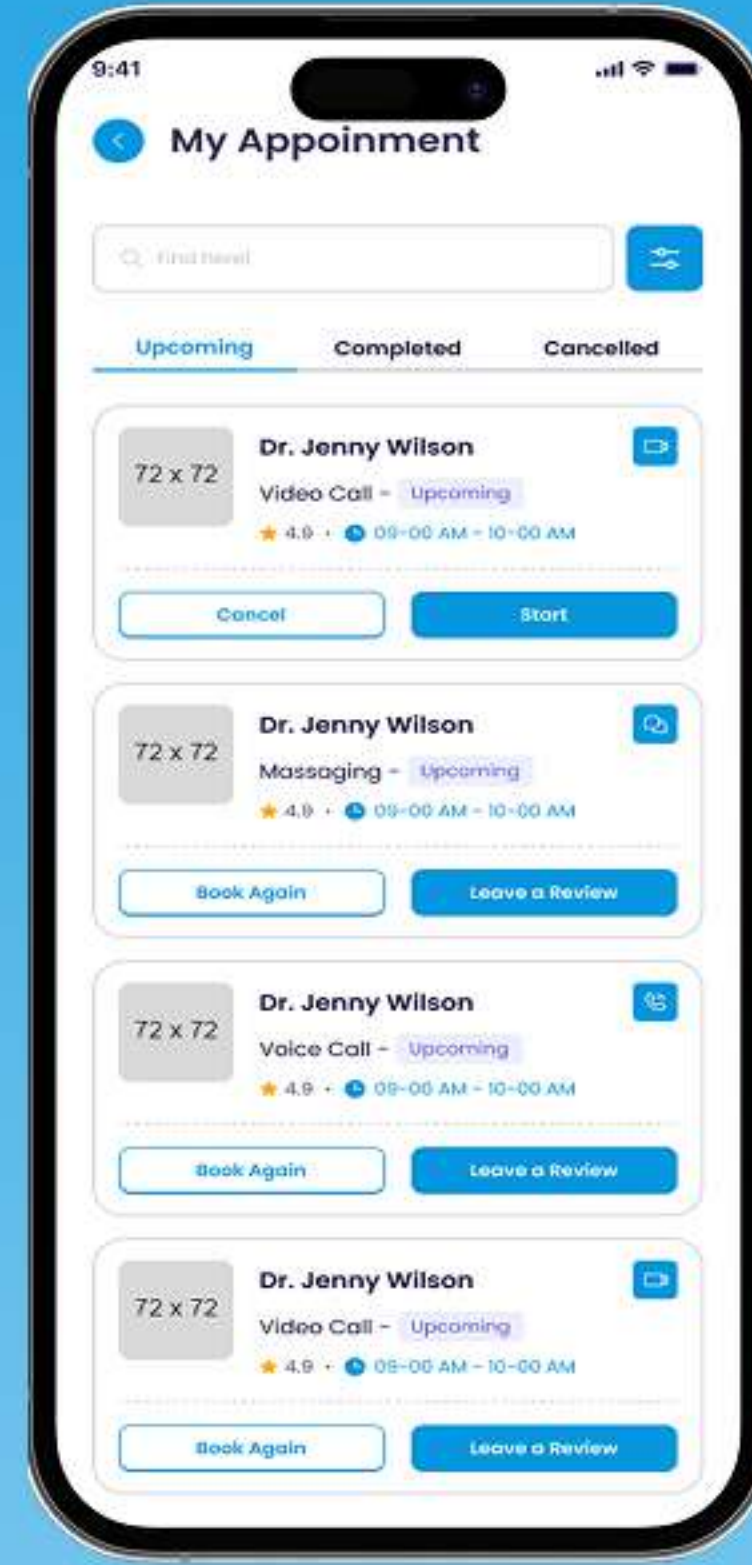 9:41
My Appoinment
Find here!
Upcoming Completed Cancelled
72 x 72
Dr. Jenny Wilson
Video Call - Upcoming
4.9 • 09-00 AM - 10-00 AM
Cancel Start
72 x 72
Dr. Jenny Wilson
Massaging - Upcoming
4.9 • 09-00 AM - 10-00 AM
Book Again Leave a Review
72 x 72
Dr. Jenny Wilson
Voice Call - Upcoming
4.9 • 09-00 AM - 10-00 AM
Book Again Leave a Review
72 x 72
Dr. Jenny Wilson
Video Call - Upcoming
4.9 • 09-00 AM - 10-00 AM
Book Again Leave a Review